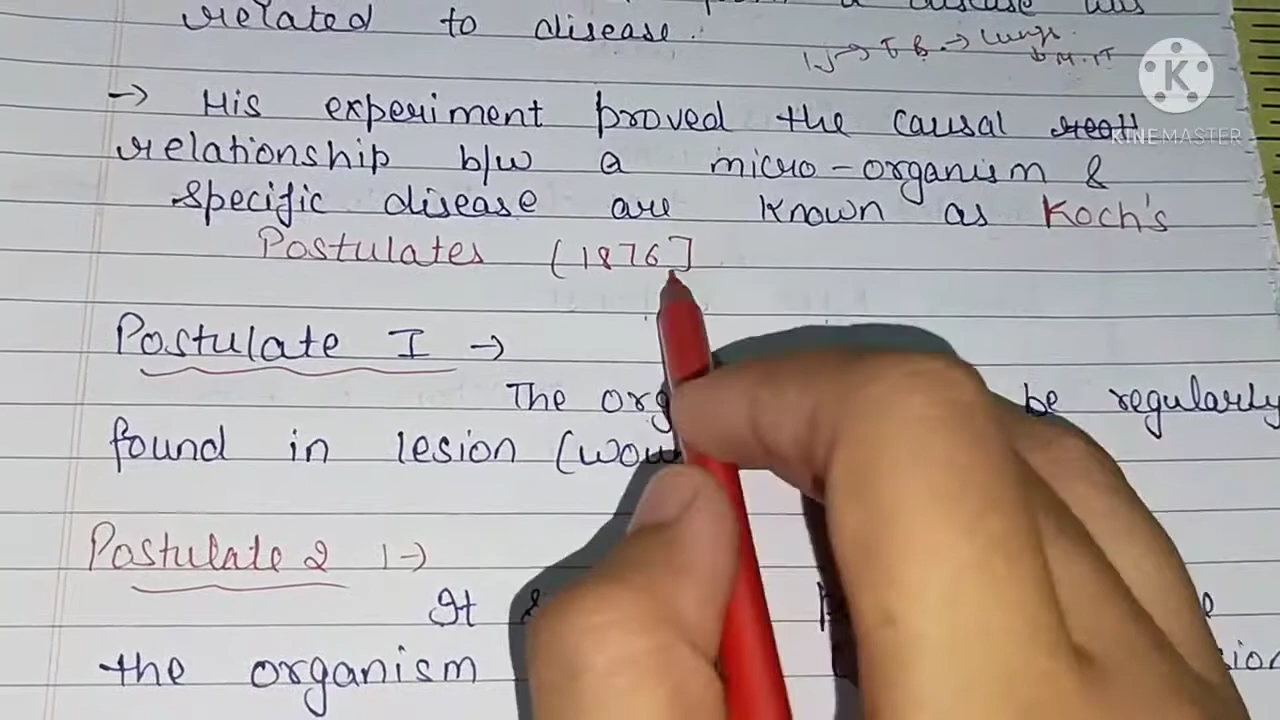 related to disease.
→ T B. → lungs.
↓ M.T
→ His experiment proved the causal
relationship b/w a micro-organism &
specific disease are known as Koch's
Postulates (1876]
Postulate I →
The org be regularly
found in lesion (wou
Postulate 2 1→
It
the organism
K
KINEMASTER